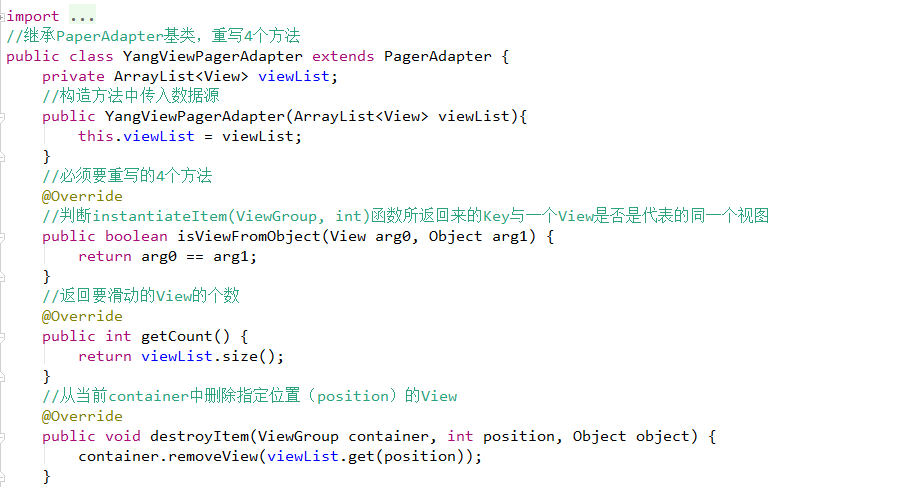 import ...
//继承PaperAdapter基类，重写4个方法
public class YangViewPagerAdapter extends PagerAdapter {
    private ArrayList<View> viewList;
    //构造方法中传入数据源
    public YangViewPagerAdapter(ArrayList<View> viewList){
        this.viewList = viewList;
    }
    //必须要重写的4个方法
    @Override
    //判断instantiateItem(ViewGroup, int)函数所返回来的Key与一个View是否是代表的同一个视图
    public boolean isViewFromObject(View arg0, Object arg1) {
        return arg0 == arg1;
    }
    //返回要滑动的View的个数
    @Override
    public int getCount() {
        return viewList.size();
    }
    //从当前container中删除指定位置（position）的View
    @Override
    public void destroyItem(ViewGroup container, int position, Object object) {
        container.removeView(viewList.get(position));
    }